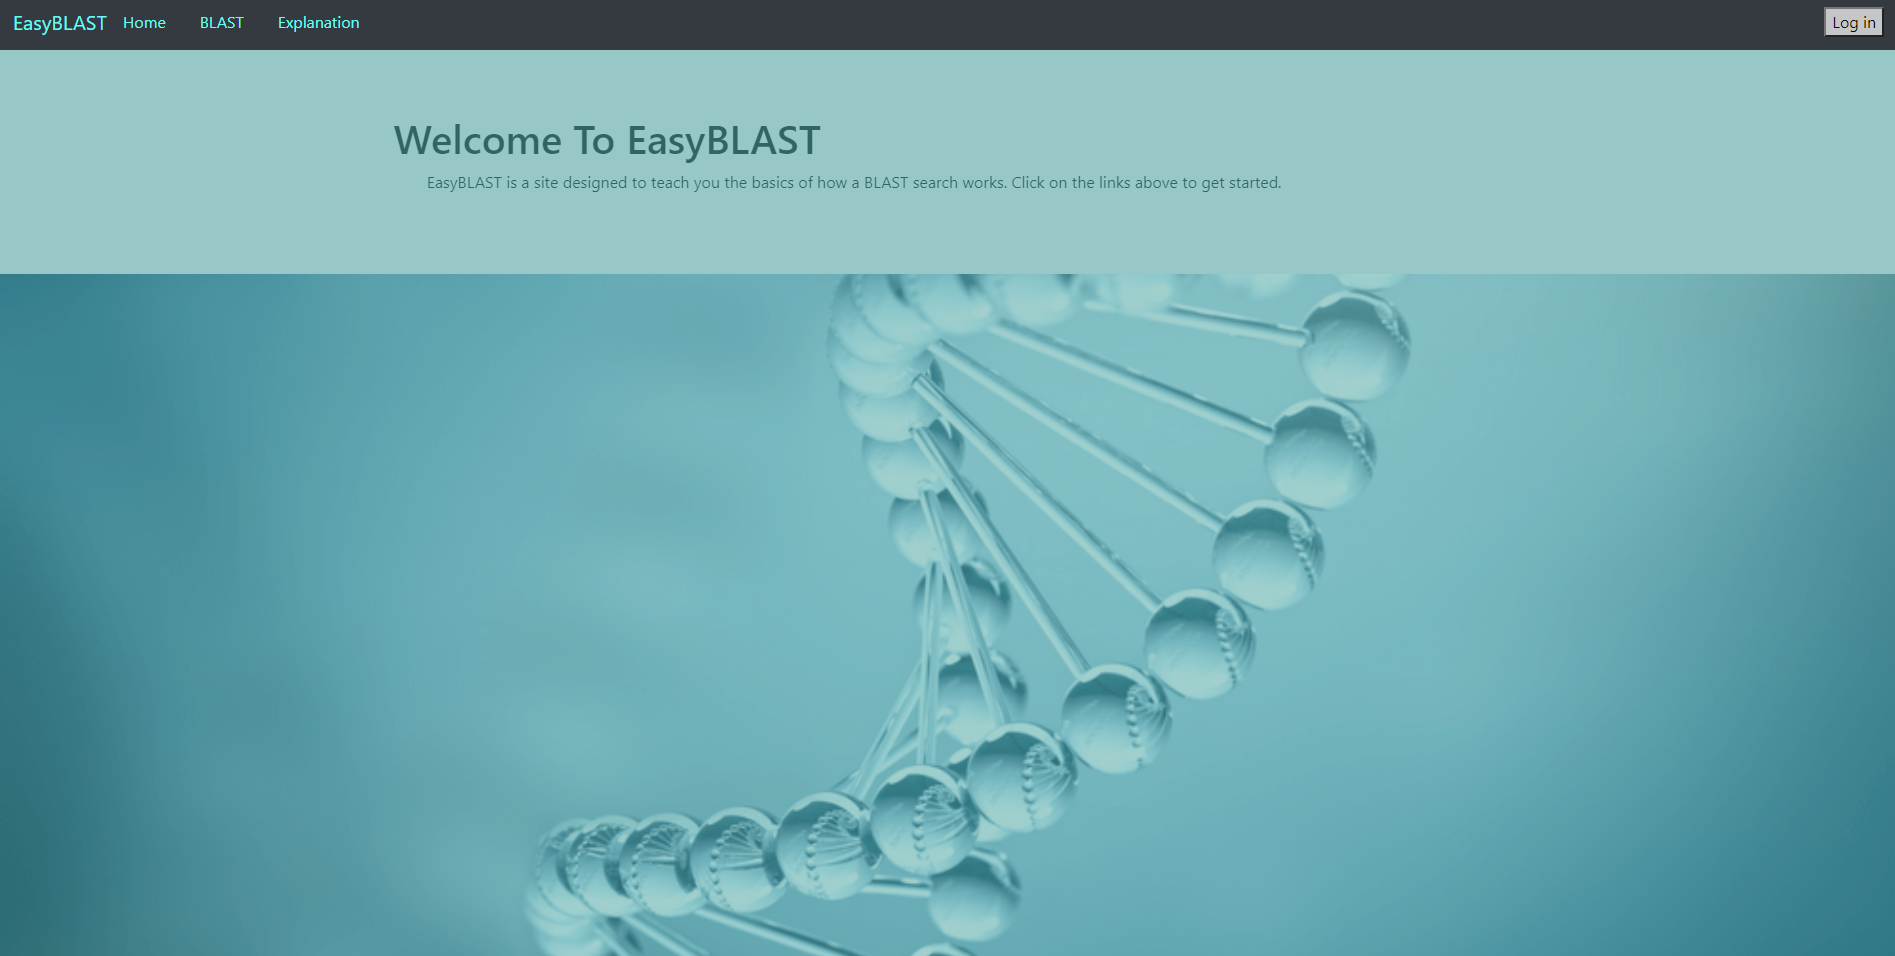 EasyBLAST Home BLAST Explanation Log in
Welcome To EasyBLAST
EasyBLAST is a site designed to teach you the basics of how a BLAST search works. Click on the links above to get started.